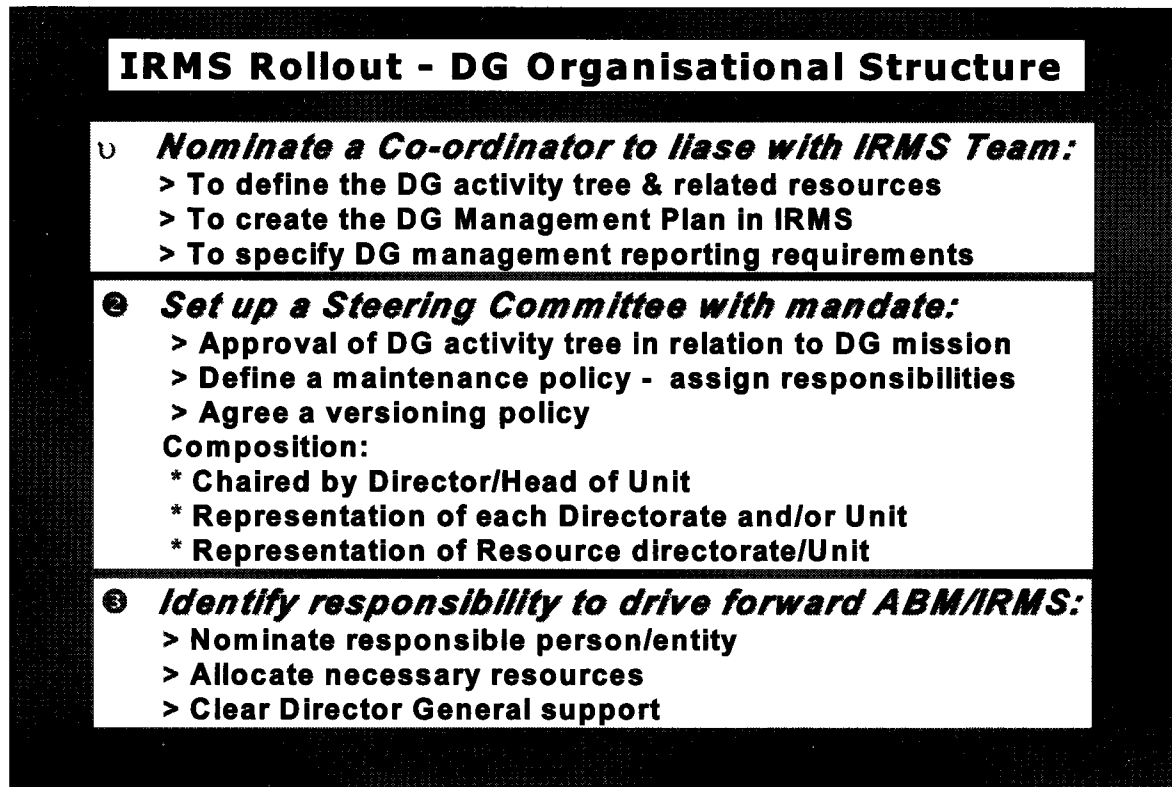 IRMS Rollout - DG Organisational Structure
υ Nominate a Co-ordinator to liase with IRMS Team:
> To define the DG activity tree & related resources
> To create the DG Management Plan in IRMS
> To specify DG management reporting requirements
❷ Set up a Steering Committee with mandate:
> Approval of DG activity tree in relation to DG mission
> Define a maintenance policy - assign responsibilities
> Agree a versioning policy
Composition:
* Chaired by Director/Head of Unit
* Representation of each Directorate and/or Unit
* Representation of Resource directorate/Unit
❸ Identify responsibility to drive forward ABM/IRMS:
> Nominate responsible person/entity
> Allocate necessary resources
> Clear Director General support